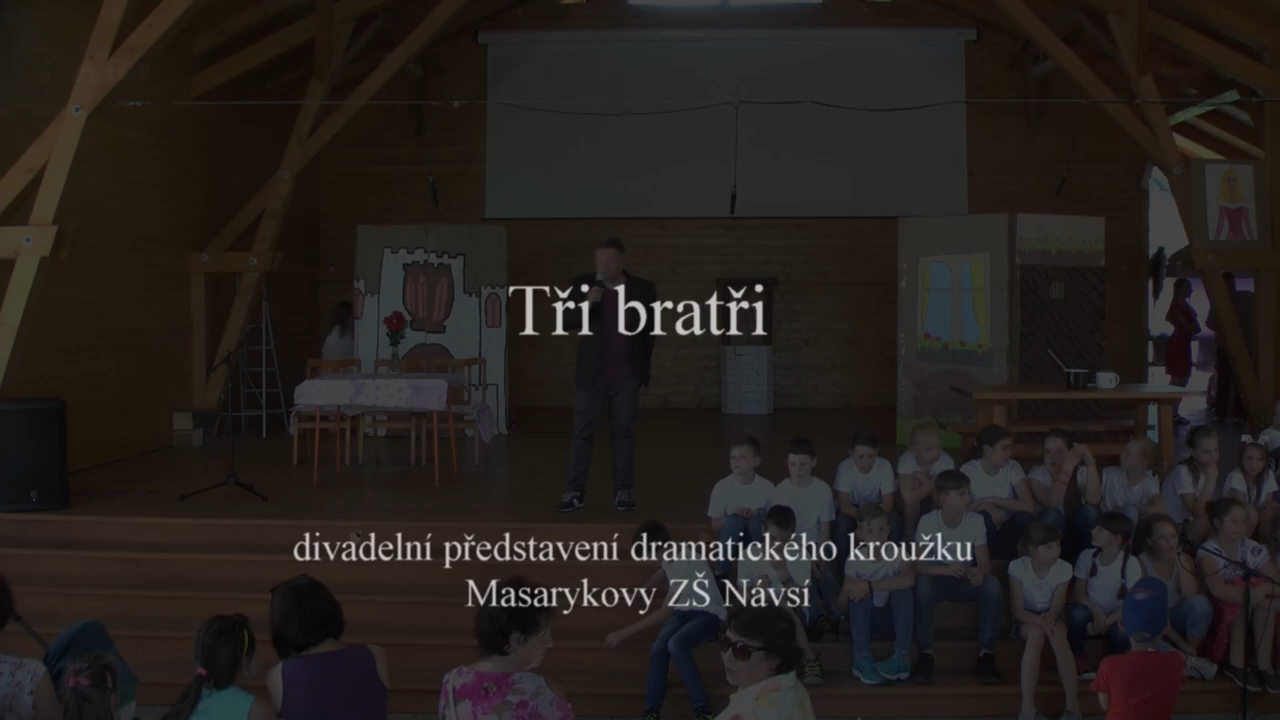 Tři bratři
divadelní představení dramatického kroužku
Masarykovy ZŠ Návsí